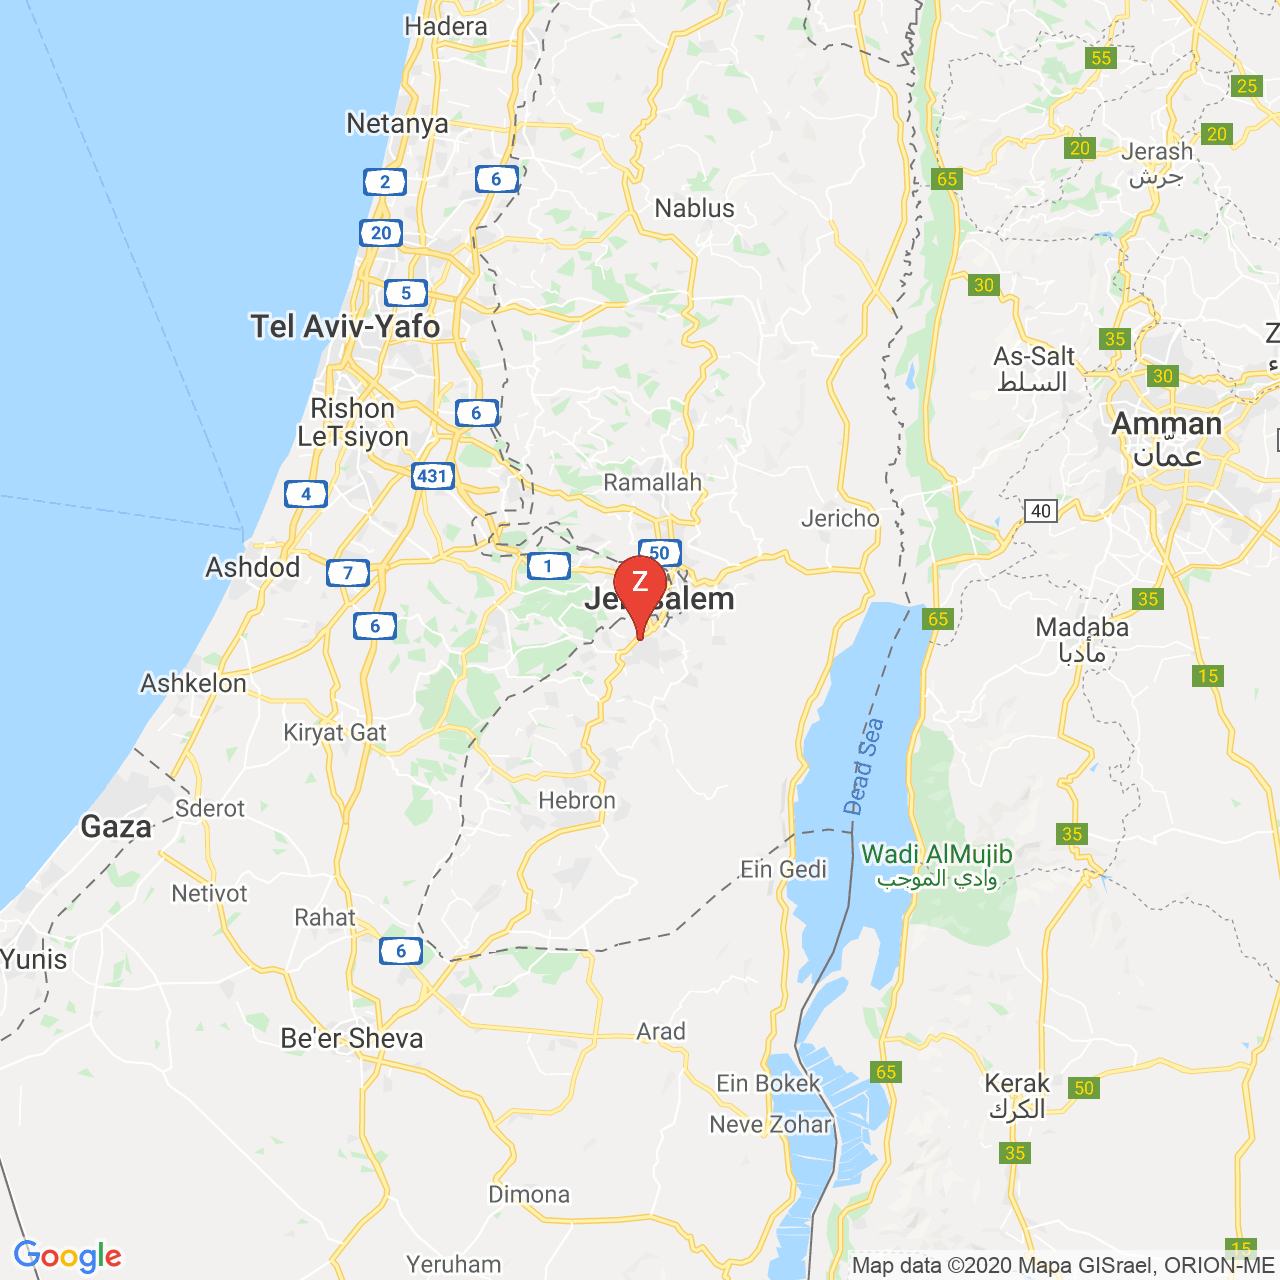 Hadera
55
25
Netanya
20
20
Jerash
جرش
2
6
65
Nablus
20
5
30
Tel Aviv-Yafo
35
Z
ء
As-Salt
السلط
30
Rishon
LeTsiyon
6
Amman
عمّان
431
Ramallah
4
Jericho
40
50
Ashdod
7
1
Z
Jerusalem
35
6
65
Madaba
مأدبا
15
Ashkelon
Kiryat Gat
Dead Sea
Hebron
Sderot
Gaza
35
Wadi AlMujib
وادي الموجب
Ein Gedi
Netivot
Rahat
6
Yunis
Be'er Sheva
Arad
65
Ein Bokek
Kerak
الكرك
50
Neve Zohar
35
Dimona
15
Google
Yeruham
Map data ©2020 Mapa GISrael, ORION-ME